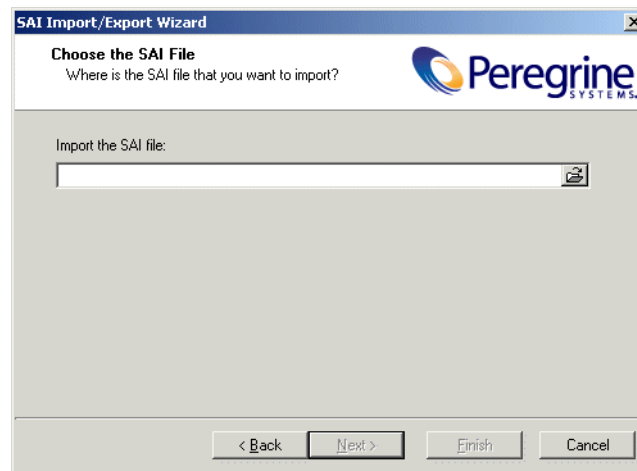 SAI Import/Export Wizard
Choose the SAI File
Where is the SAI file that you want to import?
Peregrine
SYSTEMS
Import the SAI file:
< Back
Next >
Finish
Cancel